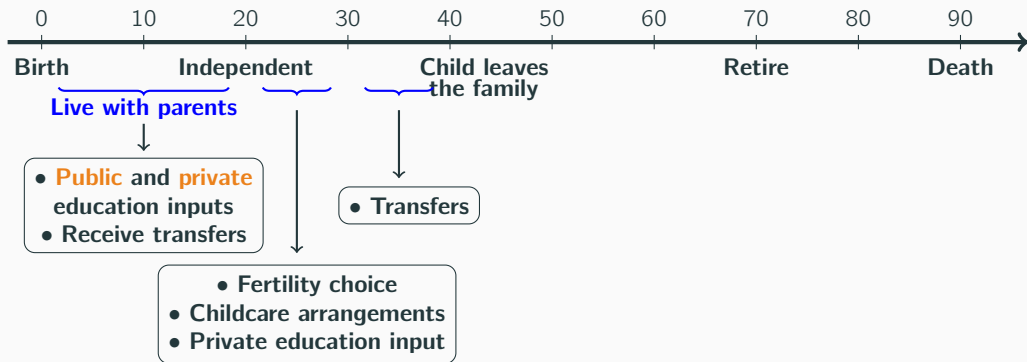 0 10 20 30 40 50 60 70 80 90
Birth Independent Child leaves Retire Death
the family
Live with parents
• Public and private
education inputs
• Receive transfers
• Transfers
• Fertility choice
• Childcare arrangements
• Private education input